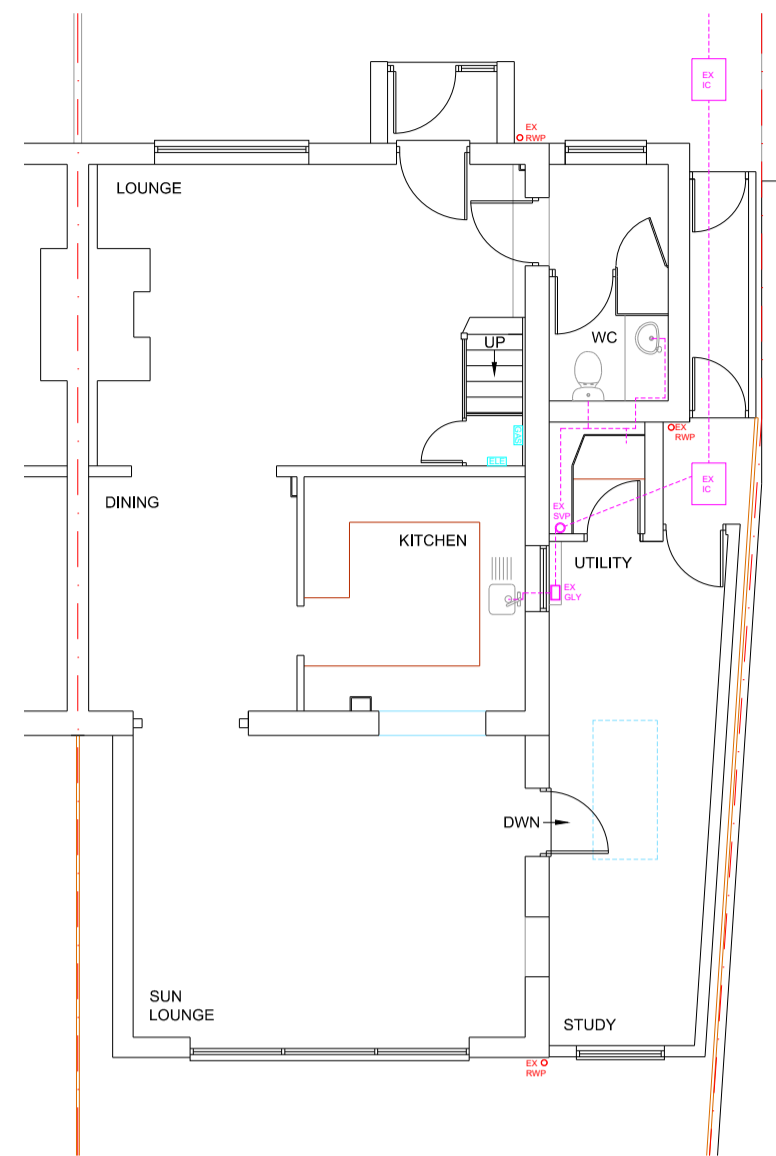 EX
IC
EX
RWP
LOUNGE
UP
WC
EX
RWP
ELE
EX
IC
DINING
EX
SVP
KITCHEN
UTILITY
EX
GLY
DWN
SUN
LOUNGE
STUDY
EX
RWP